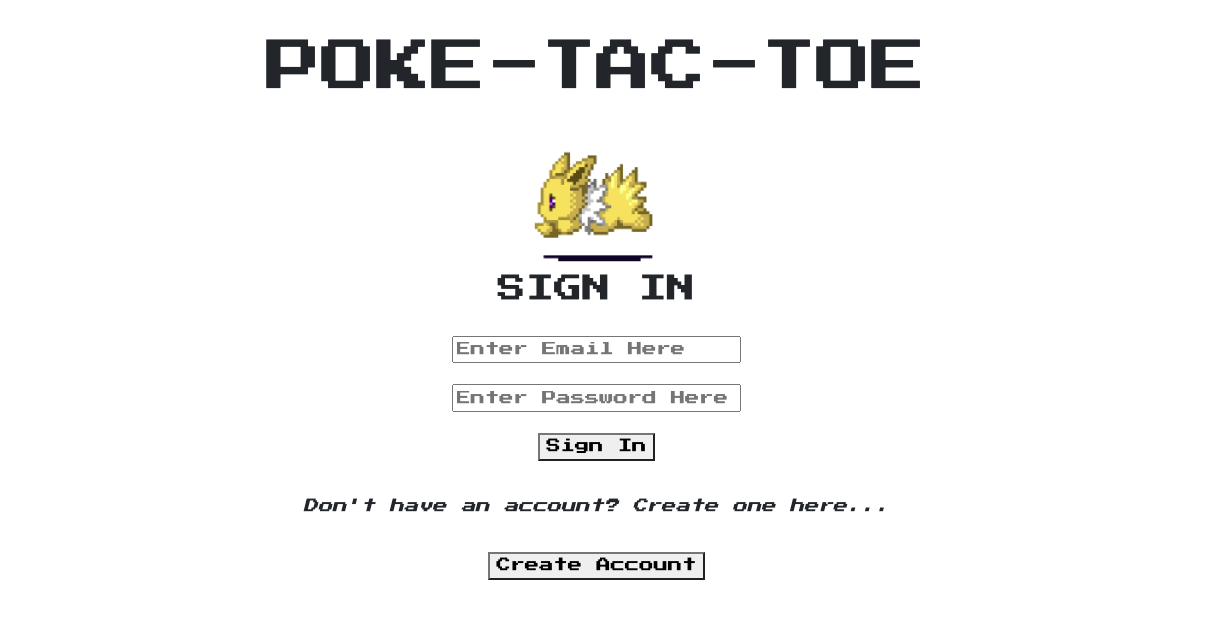 POKE-TAC-TOE
SIGN IN
Enter Email Here
Enter Password Here
Sign In
Don't have an account? Create one here...
Create Account